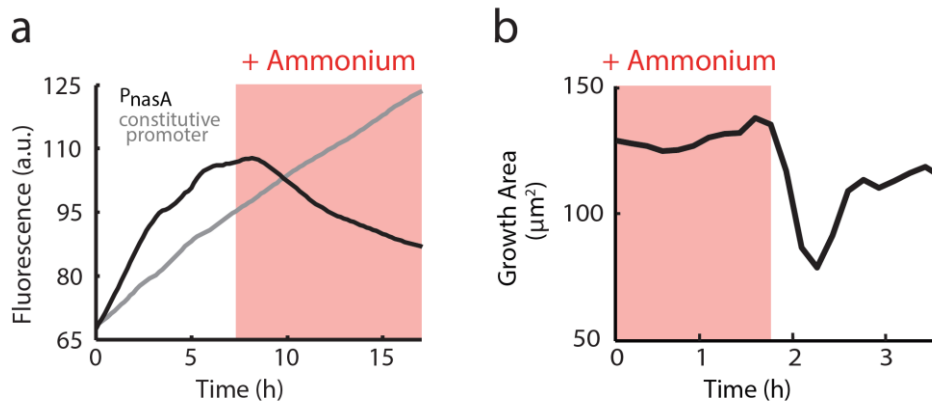 a
+ Ammonium
125
110
95
80
65
Fluorescence (a.u.)
PnasA
constitutive
promoter
0
5
10
15
Time (h)
b
+ Ammonium
150
100
50
Growth Area
(µm²)
0
1
2
3
Time (h)